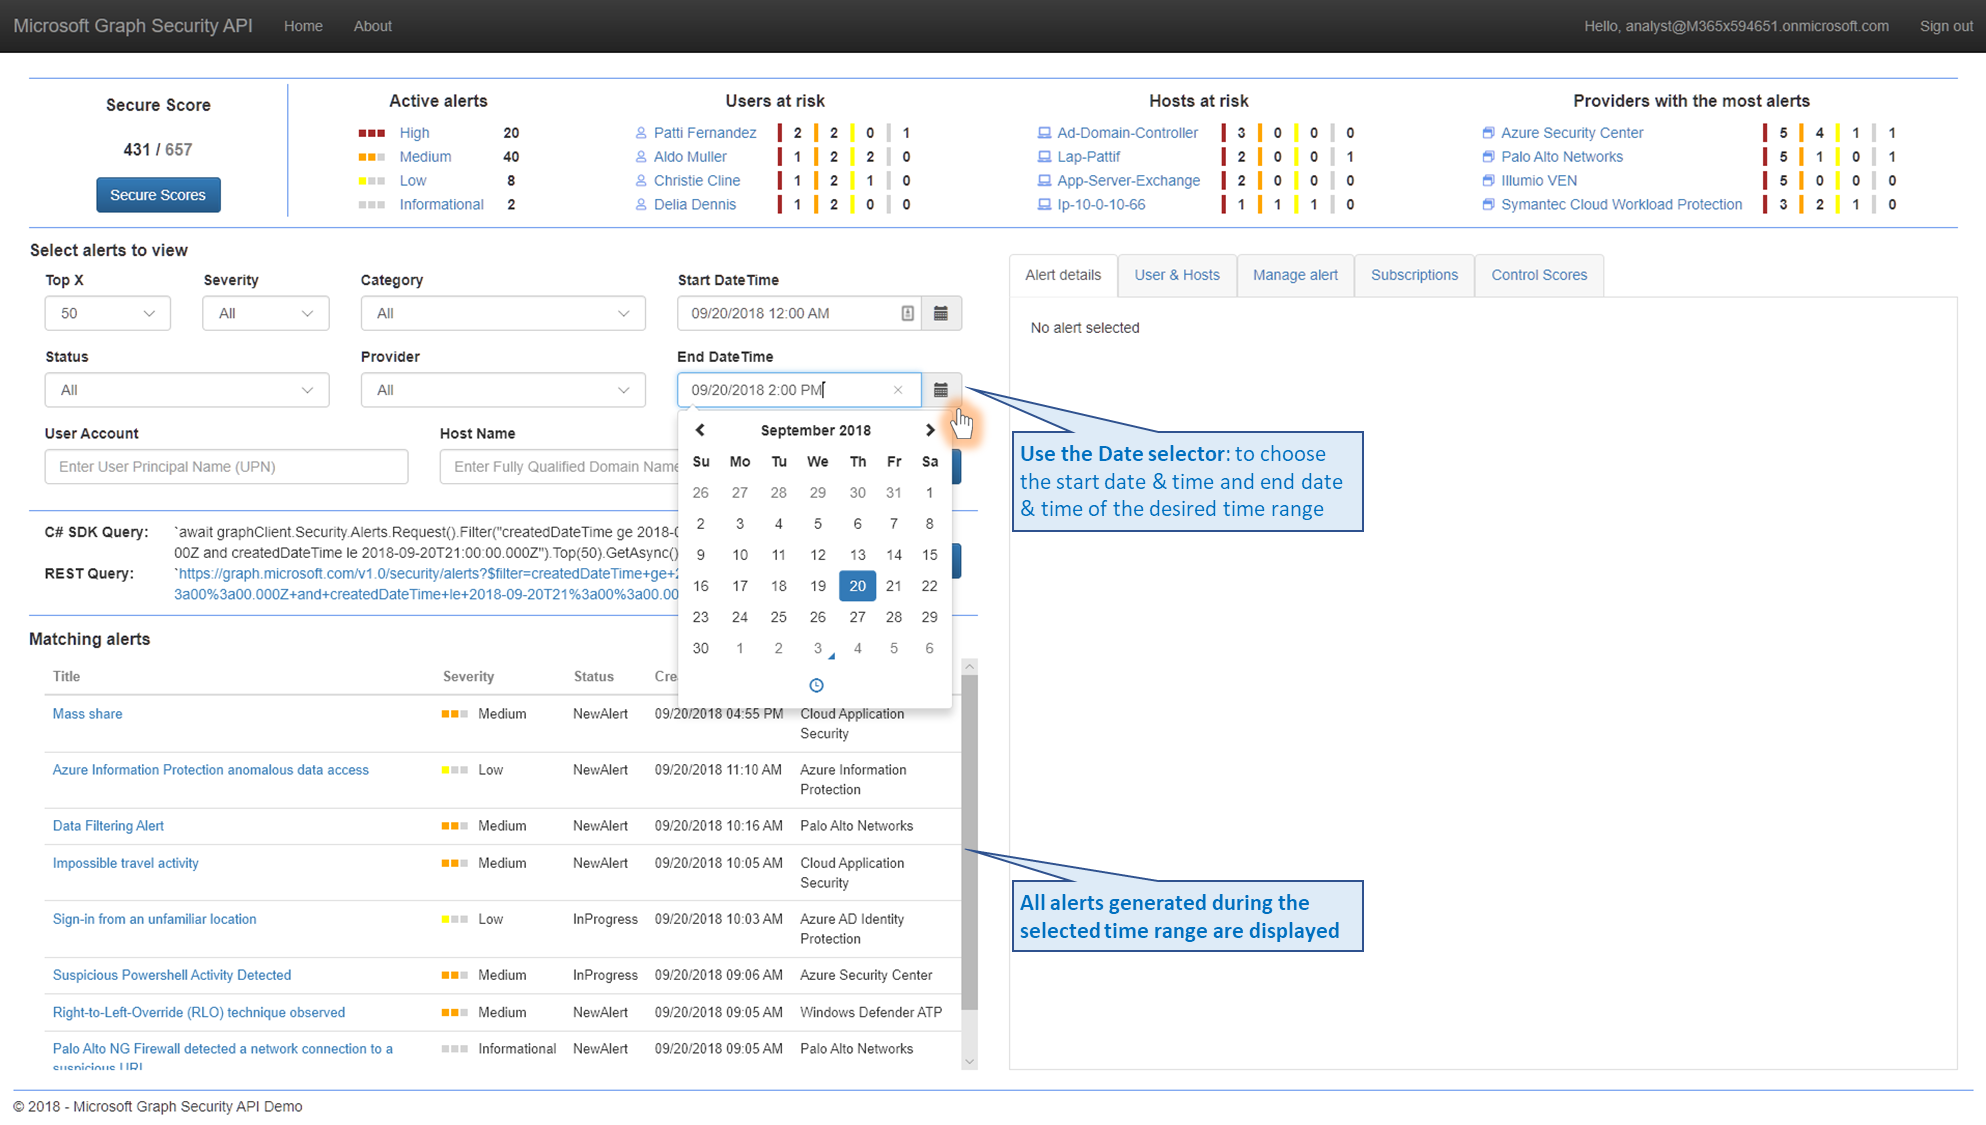 Microsoft Graph Security API Home About Hello, analyst@M365x594651.onmicrosoft.com Sign out
Secure Score
431 / 657
Secure Scores
Active alerts
High 20
Medium 40
Low 8
Informational 2
Users at risk
Patti Fernandez 2 2 0 1
Aldo Muller 1 2 2 0
Christie Cline 1 2 1 0
Delia Dennis 1 2 0 0
Hosts at risk
Ad-Domain-Controller 3 0 0 0
Lap-Pattif 2 0 0 1
App-Server-Exchange 2 0 0 0
Ip-10-0-10-66 1 1 1 0
Providers with the most alerts
Azure Security Center 5 4 1 1
Palo Alto Networks 5 1 0 1
Illumio VEN 5 0 0 0
Symantec Cloud Workload Protection 3 2 1 0
Select alerts to view
Top X Severity Category Start DateTime
50 All All 09/20/2018 12:00 AM
Status Provider End DateTime
All All 09/20/2018 2:00 PM
User Account Host Name
Enter User Principal Name (UPN) Enter Fully Qualified Domain Name
September 2018
Su Mo Tu We Th Fr Sa
26 27 28 29 30 31 1
2 3 4 5 6 7 8
9 10 11 12 13 14 15
16 17 18 19 20 21 22
23 24 25 26 27 28 29
30 1 2 3 4 5 6
C# SDK Query: `await graphClient.Security.Alerts.Request().Filter("createdDateTime ge 2018-0
00Z and createdDateTime le 2018-09-20T21:00:00.000Z").Top(50).GetAsync()
REST Query: `https://graph.microsoft.com/v1.0/security/alerts?$filter=createdDateTime+ge+2
3a00%3a00.000Z+and+createdDateTime+le+2018-09-20T21%3a00%3a00.00
Matching alerts
Title Severity Status Cre
Mass share Medium NewAlert 09/20/2018 04:55 PM Cloud Application
Security
Azure Information Protection anomalous data access Low NewAlert 09/20/2018 11:10 AM Azure Information
Protection
Data Filtering Alert Medium NewAlert 09/20/2018 10:16 AM Palo Alto Networks
Impossible travel activity Medium NewAlert 09/20/2018 10:05 AM Cloud Application
Security
Sign-in from an unfamiliar location Low InProgress 09/20/2018 10:03 AM Azure AD Identity
Protection
Suspicious Powershell Activity Detected Medium InProgress 09/20/2018 09:06 AM Azure Security Center
Right-to-Left-Override (RLO) technique observed Medium NewAlert 09/20/2018 09:05 AM Windows Defender ATP
Palo Alto NG Firewall detected a network connection to a Informational NewAlert 09/20/2018 09:05 AM Palo Alto Networks
suspicious URL
Alert details User & Hosts Manage alert Subscriptions Control Scores
No alert selected
Use the Date selector: to choose
the start date & time and end date
& time of the desired time range
All alerts generated during the
selected time range are displayed
© 2018 - Microsoft Graph Security API Demo